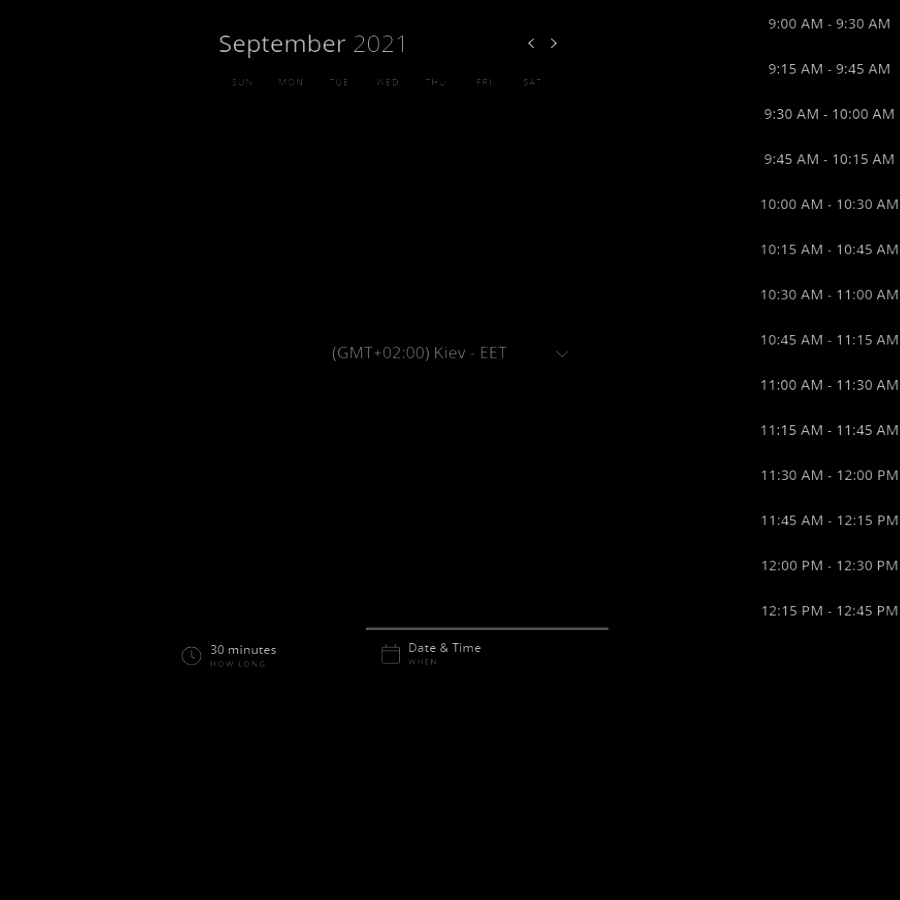 September 2021
SUN MON TUE WED THU FRI SAT
(GMT+02:00) Kiev - EET
9:00 AM - 9:30 AM
9:15 AM - 9:45 AM
9:30 AM - 10:00 AM
9:45 AM - 10:15 AM
10:00 AM - 10:30 AM
10:15 AM - 10:45 AM
10:30 AM - 11:00 AM
10:45 AM - 11:15 AM
11:00 AM - 11:30 AM
11:15 AM - 11:45 AM
11:30 AM - 12:00 PM
11:45 AM - 12:15 PM
12:00 PM - 12:30 PM
12:15 PM - 12:45 PM
30 minutes
HOW LONG
Date & Time
WHEN